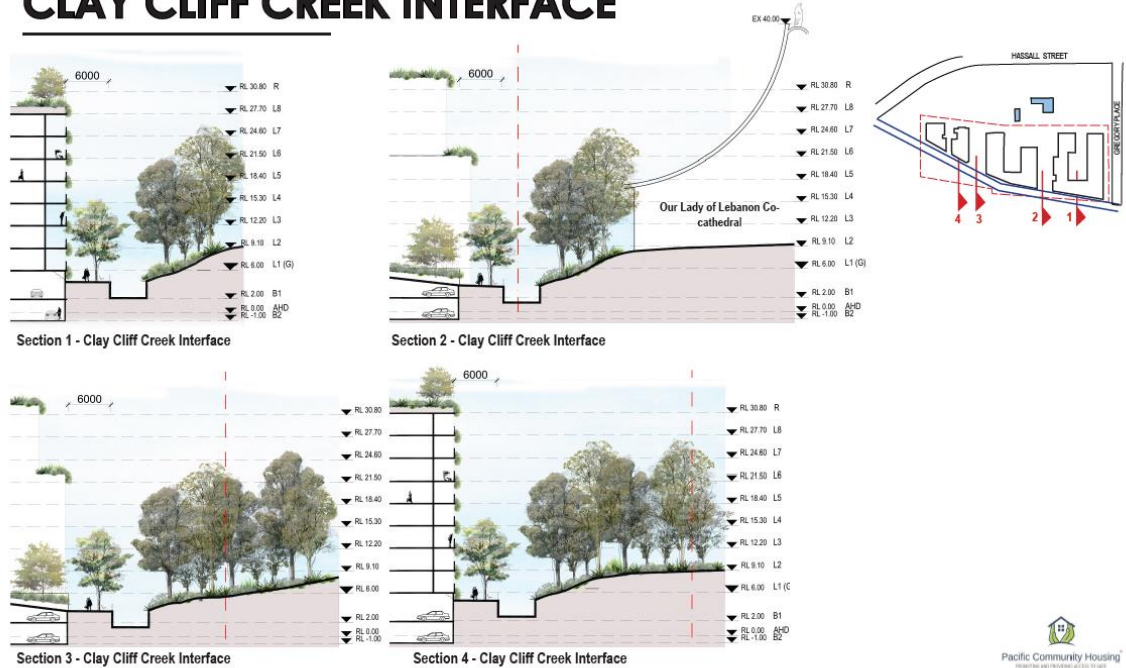 CLAY CLIFF CREEK INTERFACE
6000
RL 30.80 R
RL 27.70 L8
RL 24.60 L7
RL 21.50 L6
RL 18.40 L5
RL 15.30 L4
RL 12.20 L3
RL 9.10 L2
RL 6.00 L1 (G)
RL 2.00 B1
RL 0.00 AHD
RL -1.00 B2
Section 1 - Clay Cliff Creek Interface
EX 40.00
6000
RL 30.80 R
RL 27.70 L8
RL 24.60 L7
RL 21.50 L6
RL 18.40 L5
RL 15.30 L4
RL 12.20 L3
RL 9.10 L2
RL 6.00 L1 (G)
RL 2.00 B1
RL 0.00 AHD
RL -1.00 B2
Our Lady of Lebanon Co-
cathedral
Section 2 - Clay Cliff Creek Interface
HASSALL STREET
GREGORY PLACE
4 3 2 1
6000
RL 30.80
RL 27.70
RL 24.60
RL 21.50
RL 18.40
RL 15.30
RL 12.20
RL 9.10
RL 6.00
RL 2.00
RL 0.00
RL -1.00
Section 3 - Clay Cliff Creek Interface
6000
RL 30.80 R
RL 27.70 L8
RL 24.60 L7
RL 21.50 L6
RL 18.40 L5
RL 15.30 L4
RL 12.20 L3
RL 9.10 L2
RL 6.00 L1 (G
RL 2.00 B1
RL 0.00 AHD
RL -1.00 B2
Section 4 - Clay Cliff Creek Interface
Pacific Community Housing